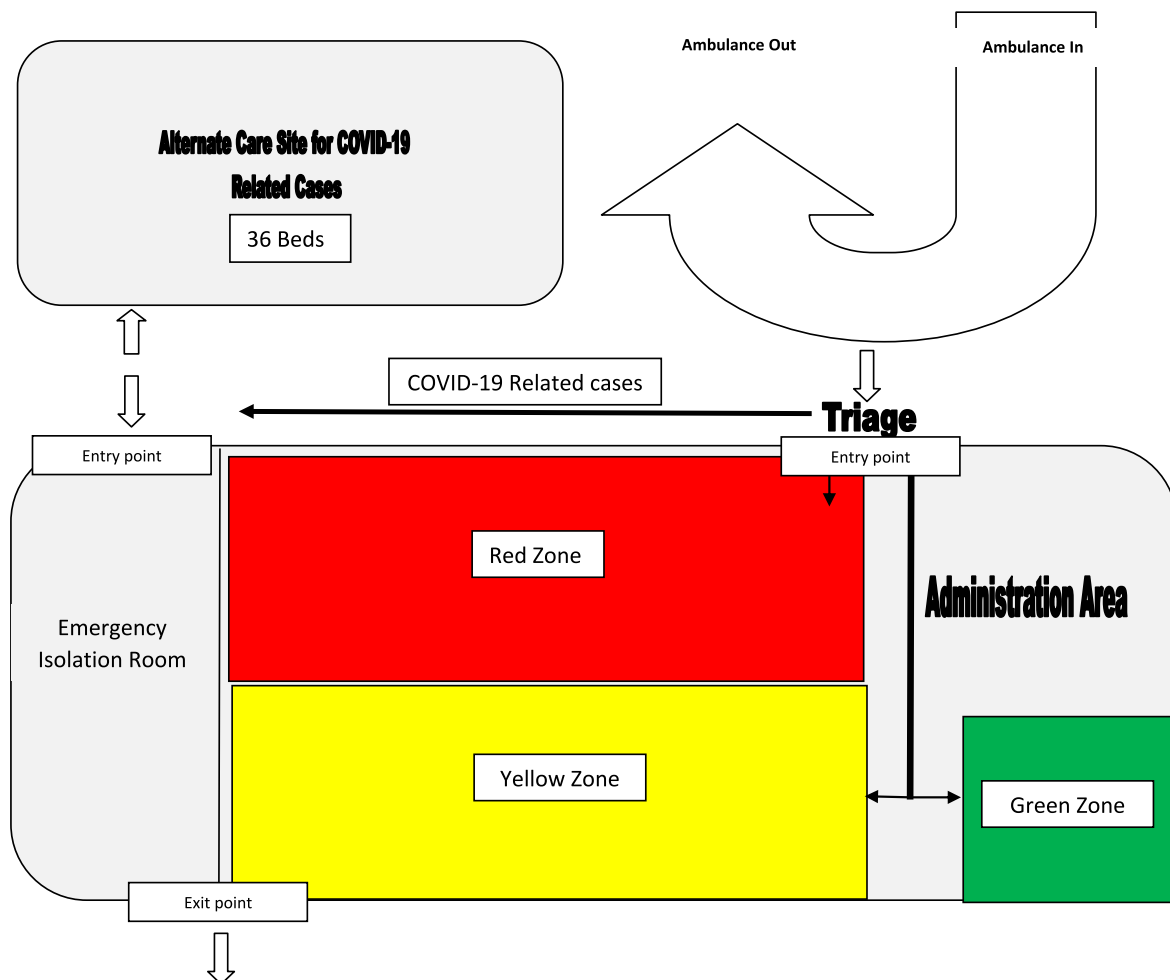 Ambulance Out
Ambulance In
Alternate Care Site for COVID-19
Related Cases
36 Beds
COVID-19 Related cases
Triage
Entry point
Entry point
Red Zone
Administration Area
Emergency
Isolation Room
Yellow Zone
Green Zone
Exit point